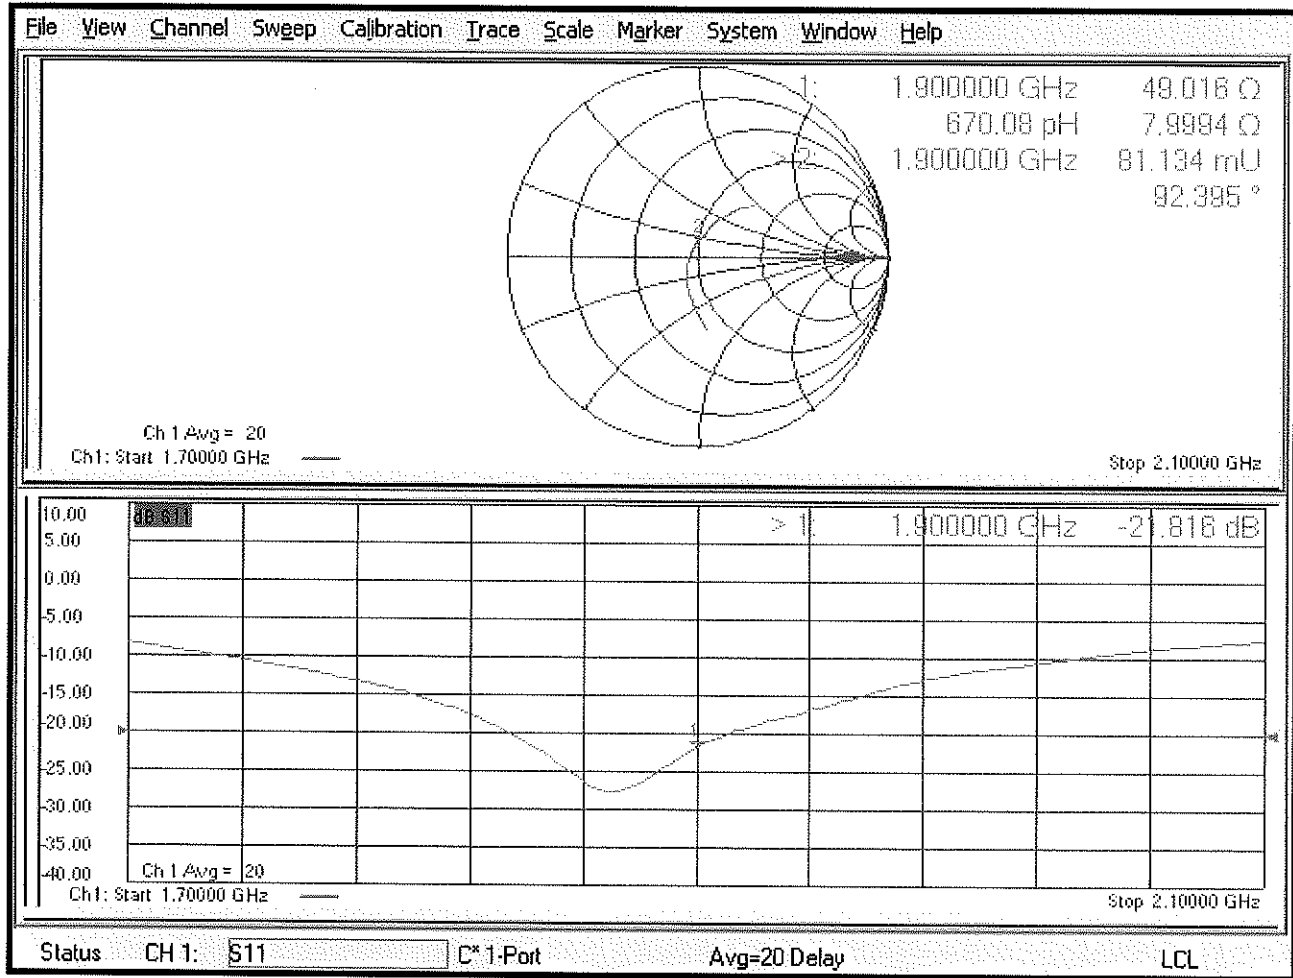 File View Channel Sweep Calibration Trace Scale Marker System Window Help
1: 1.900000 GHz 49.016 Ω
670.08 pH 7.9994 Ω
> 2: 1.900000 GHz 81.134 mU
92.395 °
2
Ch 1 Avg = 20
Ch1: Start 1.70000 GHz
Stop 2.10000 GHz
10.00
dB S11
> 1: 1.900000 GHz -21.816 dB
5.00
0.00
-5.00
-10.00
-15.00
-20.00
1
-25.00
-30.00
-35.00
-40.00
Ch 1 Avg = 20
Ch1: Start 1.70000 GHz
Stop 2.10000 GHz
Status CH 1: S11 C* 1-Port Avg=20 Delay LCL